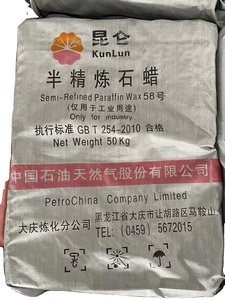 昆仑
KunLun
半精炼石蜡
Semi-Refined Paraffin Wax 58号
(仅用于工业用途)
Only for industry
执行标准 GB T 254-2010 合格
Net Weight 50Kg
中国石油天然气股份有限公司
PetroChina Company Limited
大庆炼化分公司
黑龙江省大庆市让胡路区马鞍山
TEL: (0459) 5672015